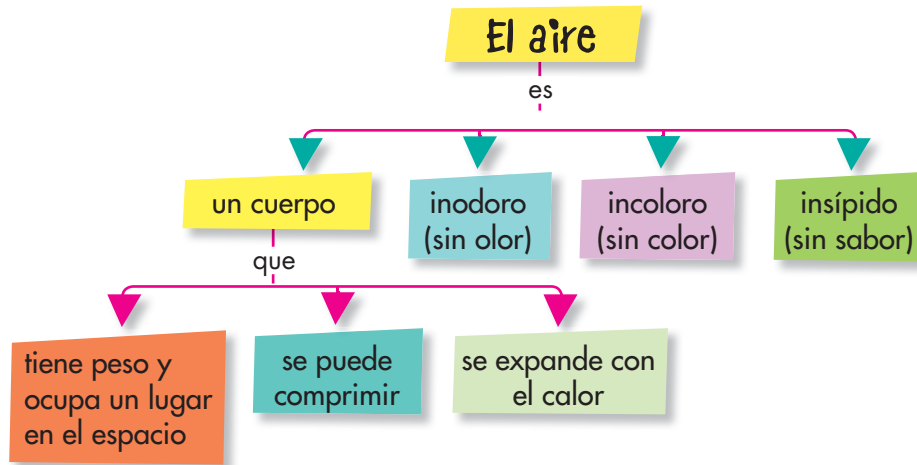 El aire
es
un cuerpo
inodoro
(sin olor)
incoloro
(sin color)
insípido
(sin sabor)
que
tiene peso y
ocupa un lugar
en el espacio
se puede
comprimir
se expande con
el calor